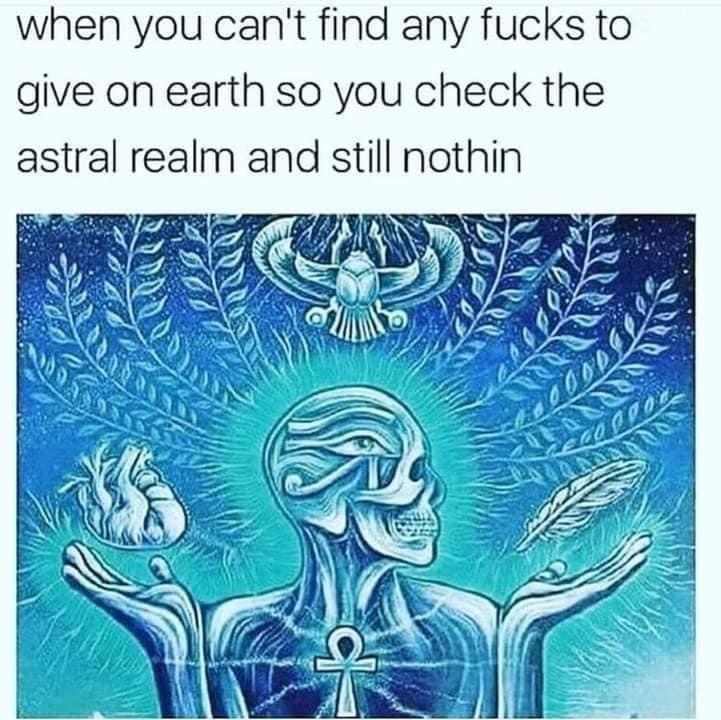 when you can't find any fucks to
give on earth so you check the
astral realm and still nothin